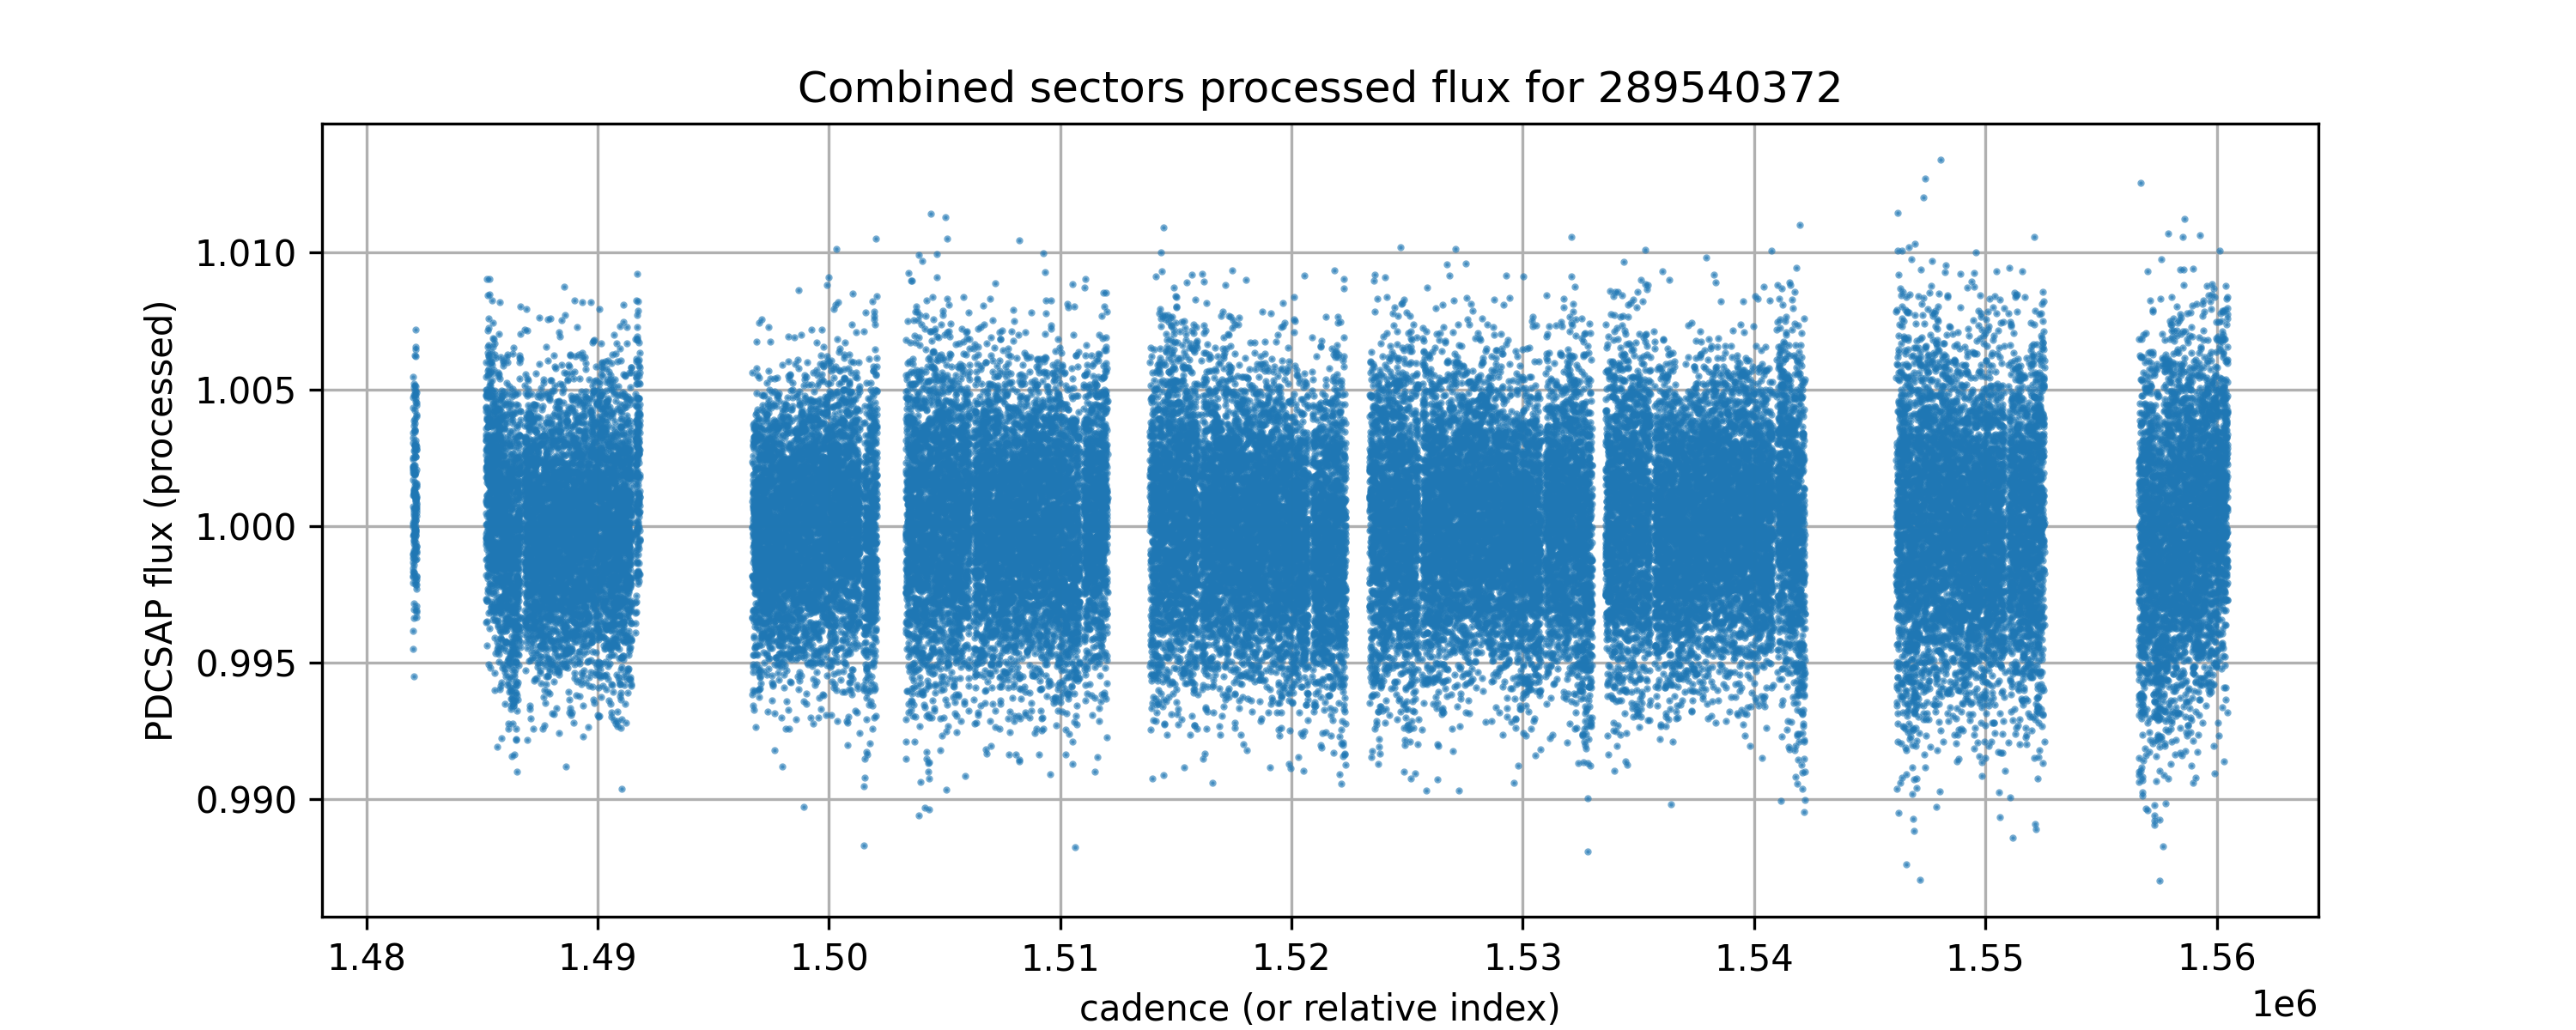 Combined sectors processed flux for 289540372
PDCSAP flux (processed)
1.010
1.005
1.000
0.995
0.990
1.48 1.49 1.50 1.51 1.52 1.53 1.54 1.55 1.56
1e6
cadence (or relative index)